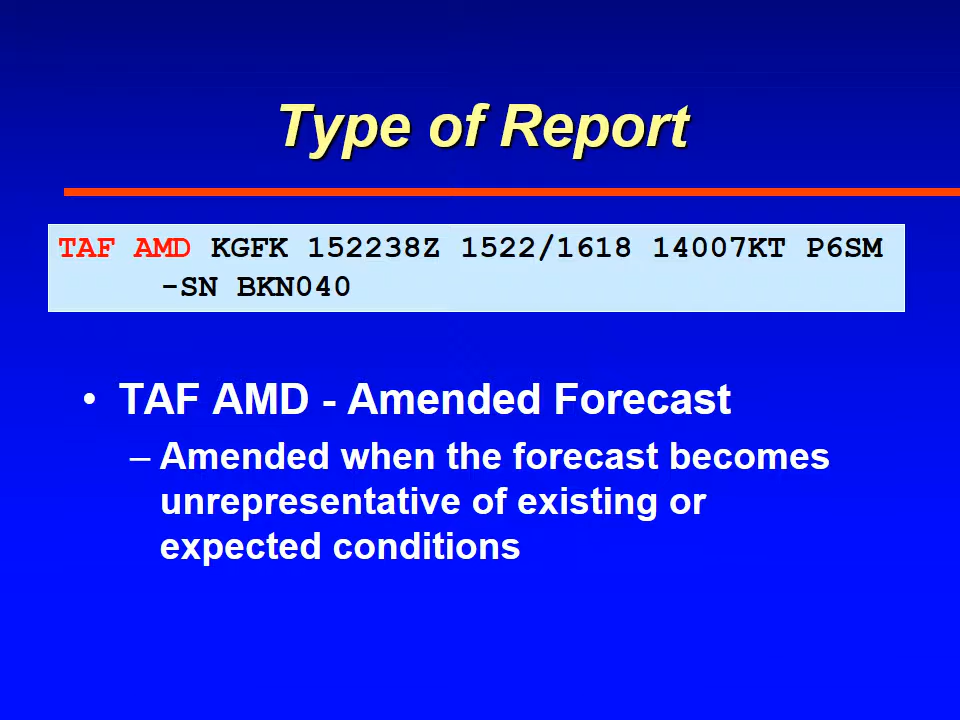 Type of Report
TAF AMD KGFK 152238Z 1522/1618 14007KT P6SM
-SN BKN040
• TAF AMD - Amended Forecast
– Amended when the forecast becomes
unrepresentative of existing or
expected conditions